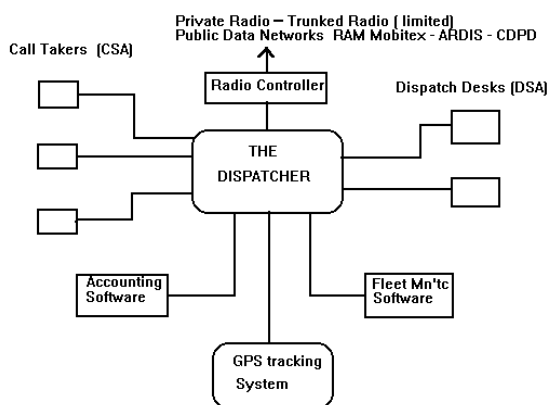 Private Radio – Trunked Radio ( limited)
Public Data Networks RAM Mobitex - ARDIS - CDPD
Call Takers (CSA)
Radio Controller
Dispatch Desks (DSA)
THE
DISPATCHER
Accounting
Software
Fleet Mn'tc
Software
GPS tracking
System